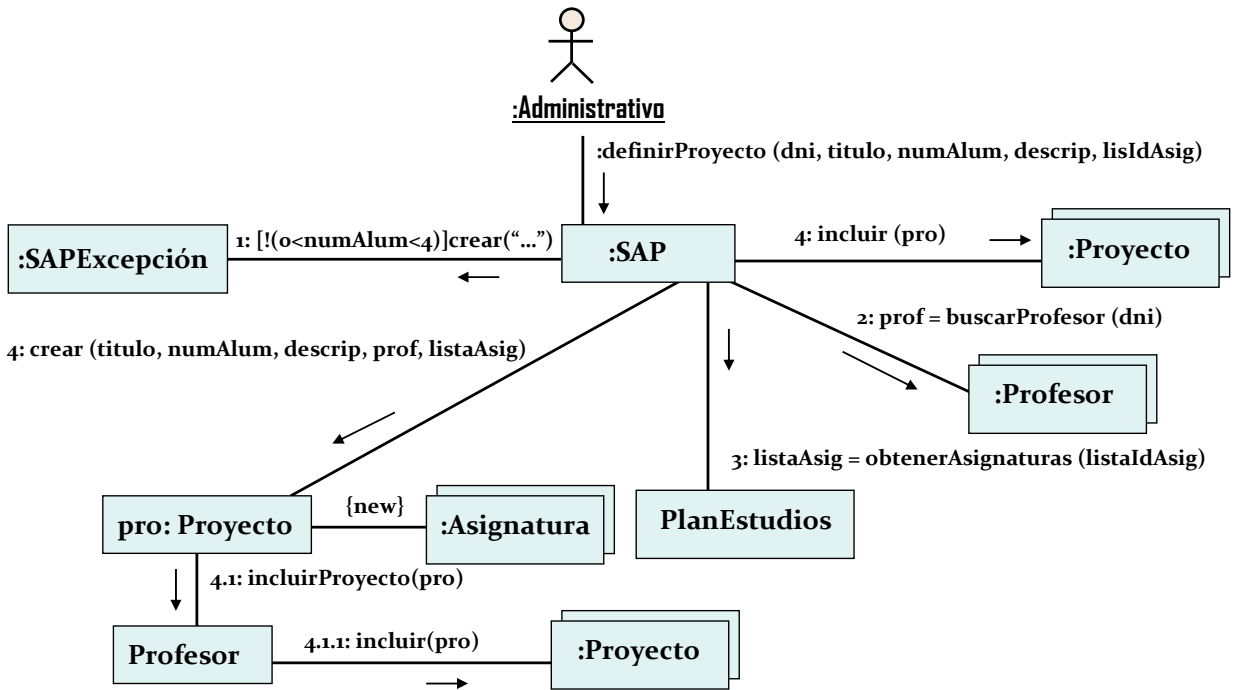 :Administrativo
:definirProyecto (dni, titulo, numAlum, descrip, lisIdAsig)
1: [!(0<numAlum<4)]crear("...")
:SAPExcepción
:SAP
4: incluir (pro)
:Proyecto
2: prof = buscarProfesor (dni)
4: crear (titulo, numAlum, descrip, prof, listaAsig)
:Profesor
3: listaAsig = obtenerAsignaturas (listaIdAsig)
pro: Proyecto
{new}
:Asignatura
PlanEstudios
4.1: incluirProyecto(pro)
Profesor
4.1.1: incluir(pro)
:Proyecto